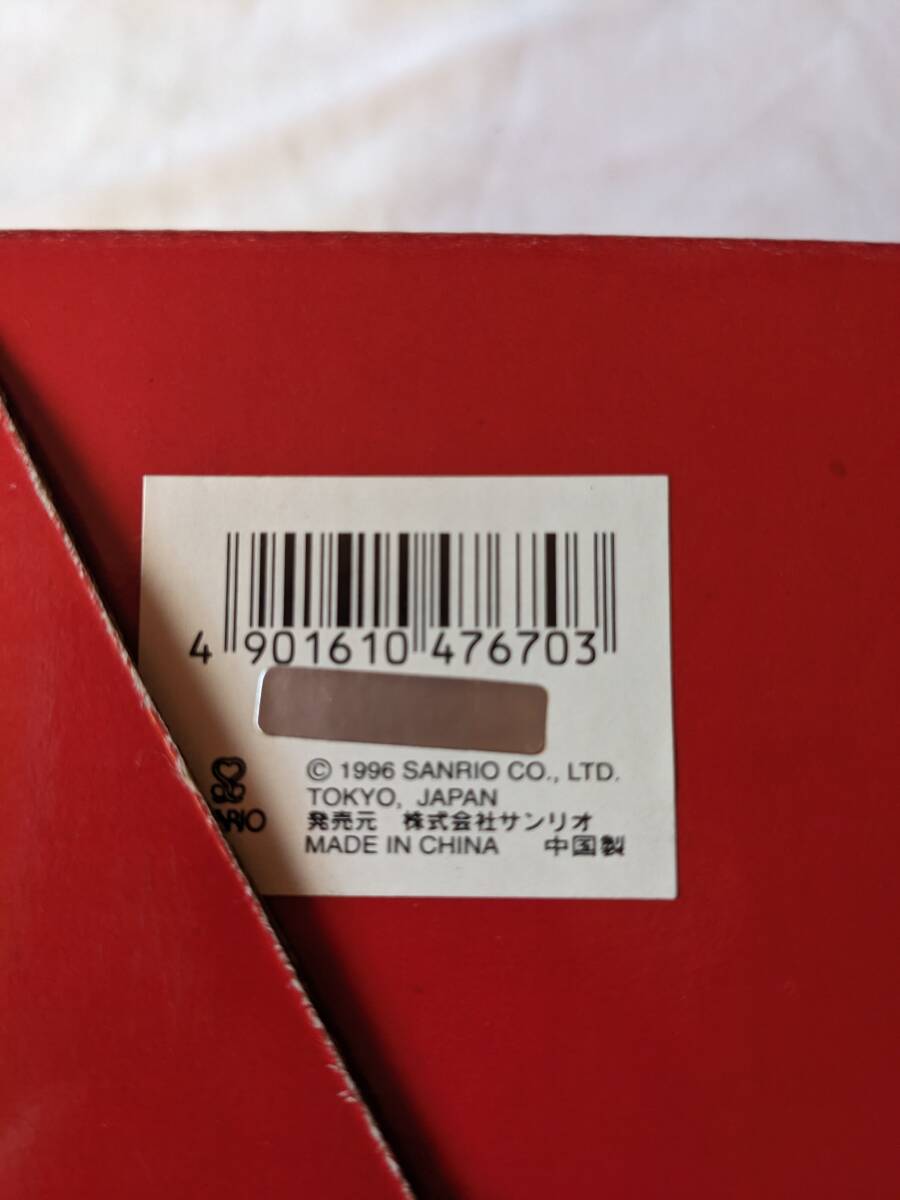 4 901610 476703
© 1996 SANRIO CO., LTD.
TOKYO, JAPAN
発売元 株式会社サンリオ
MADE IN CHINA 中国製